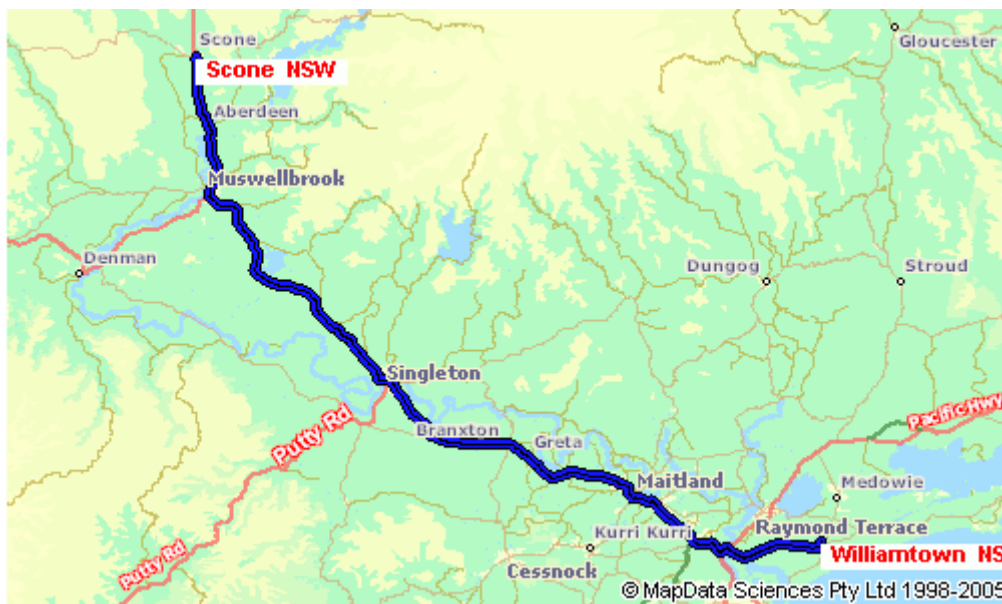 Scone
Gloucester
Scone NSW
Aberdeen
Muswellbrook
Denman
Dungog
Stroud
Singleton
Pacific Hwy
Putty Rd
Branxton
Greta
Maitland
Medowie
Kurri Kurri
Raymond Terrace
Putty Rd
Cessnock
Williamtown NS
© MapData Sciences Pty Ltd 1998-2005